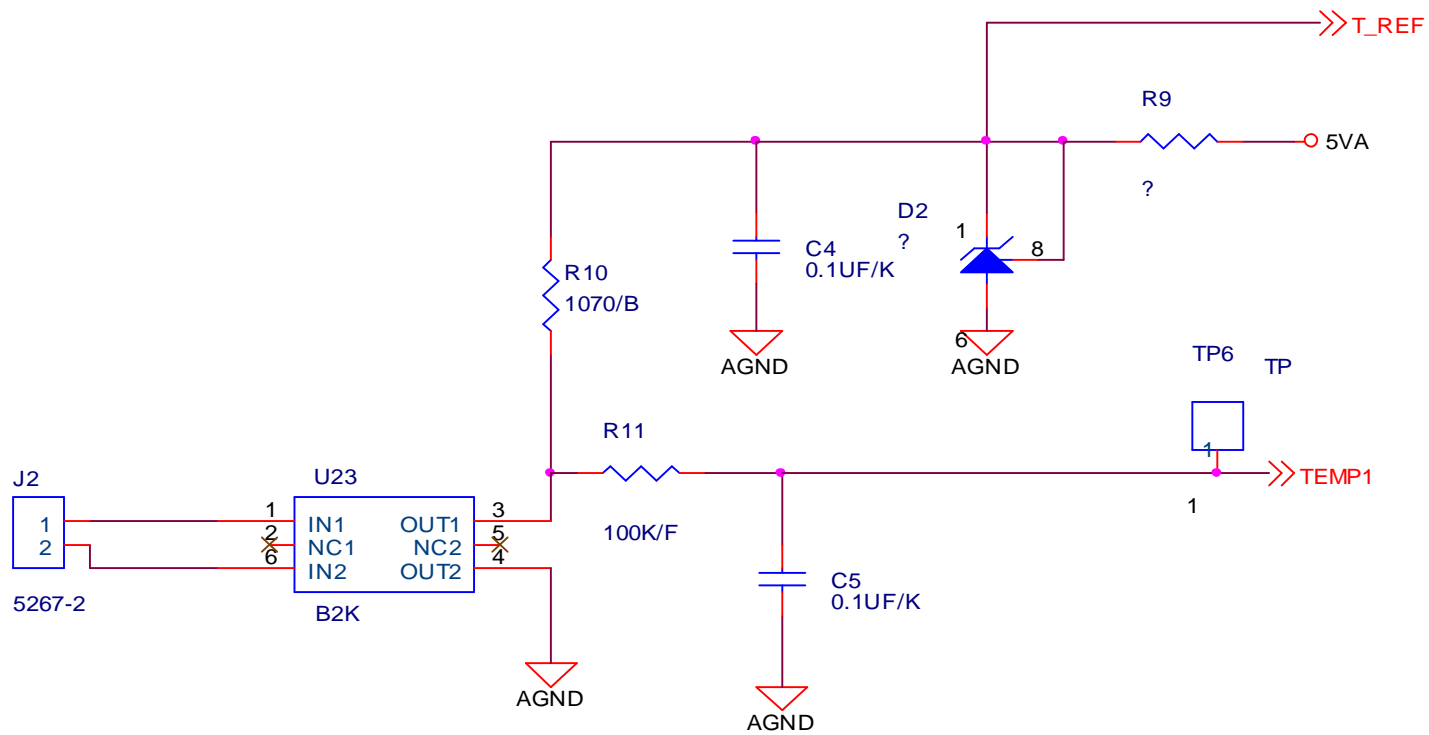 T_REF
R9
5VA
?
D2
?
1
8
C4
0.1UF/K
R10
1070/B
6
AGND
AGND
TP6
TP
1
R11
J2
U23
TEMP1
1
1
2
1
2
6
IN1
NC1
IN2
OUT1
NC2
OUT2
3
5
4
100K/F
5267-2
B2K
C5
0.1UF/K
AGND
AGND